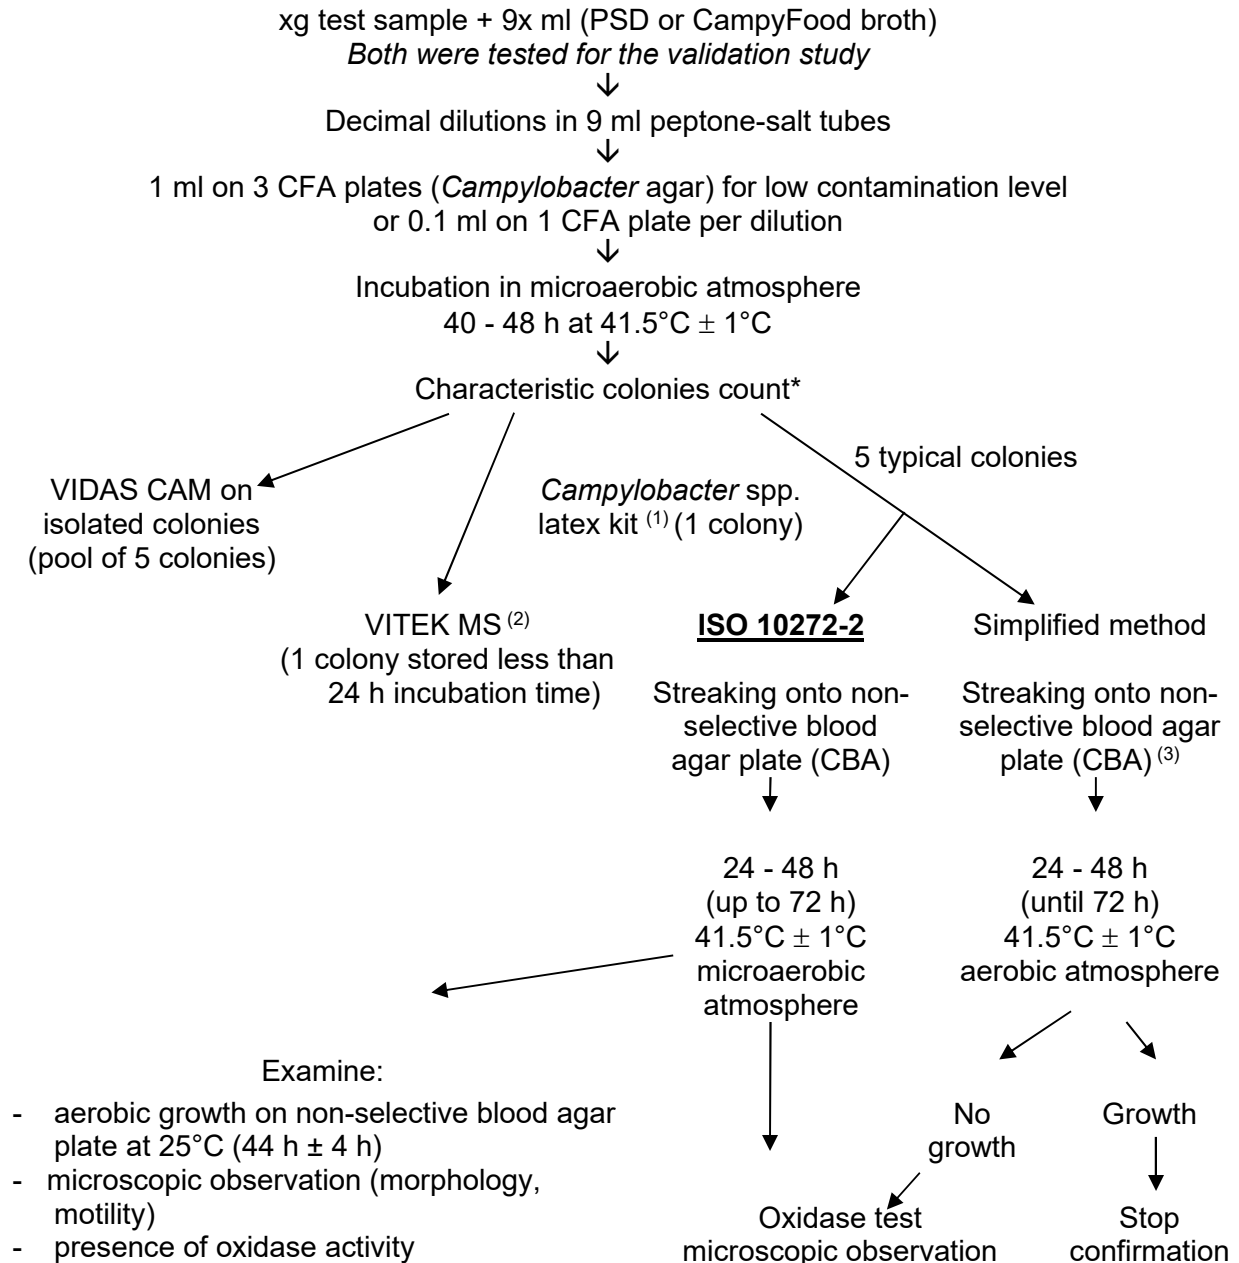 xg test sample + 9x ml (PSD or CampyFood broth)
Both were tested for the validation study
Decimal dilutions in 9 ml peptone-salt tubes
1 ml on 3 CFA plates (Campylobacter agar) for low contamination level
or 0.1 ml on 1 CFA plate per dilution
Incubation in microaerobic atmosphere
40 - 48 h at 41.5°C ± 1°C
Characteristic colonies count*
5 typical colonies
VIDAS CAM on
isolated colonies
(pool of 5 colonies)
Campylobacter spp.
latex kit (1) (1 colony)
VITEK MS (2)
(1 colony stored less than
24 h incubation time)
ISO 10272-2
Streaking onto non-
selective blood
agar plate (CBA)
24 - 48 h
(up to 72 h)
41.5°C ± 1°C
microaerobic
atmosphere
Simplified method
Streaking onto non-
selective blood agar
plate (CBA) (3)
24 - 48 h
(until 72 h)
41.5°C ± 1°C
aerobic atmosphere
Examine:
- aerobic growth on non-selective blood agar
plate at 25°C (44 h ± 4 h)
- microscopic observation (morphology,
motility)
- presence of oxidase activity
No
growth
Growth
Oxidase test
microscopic observation
Stop
confirmation